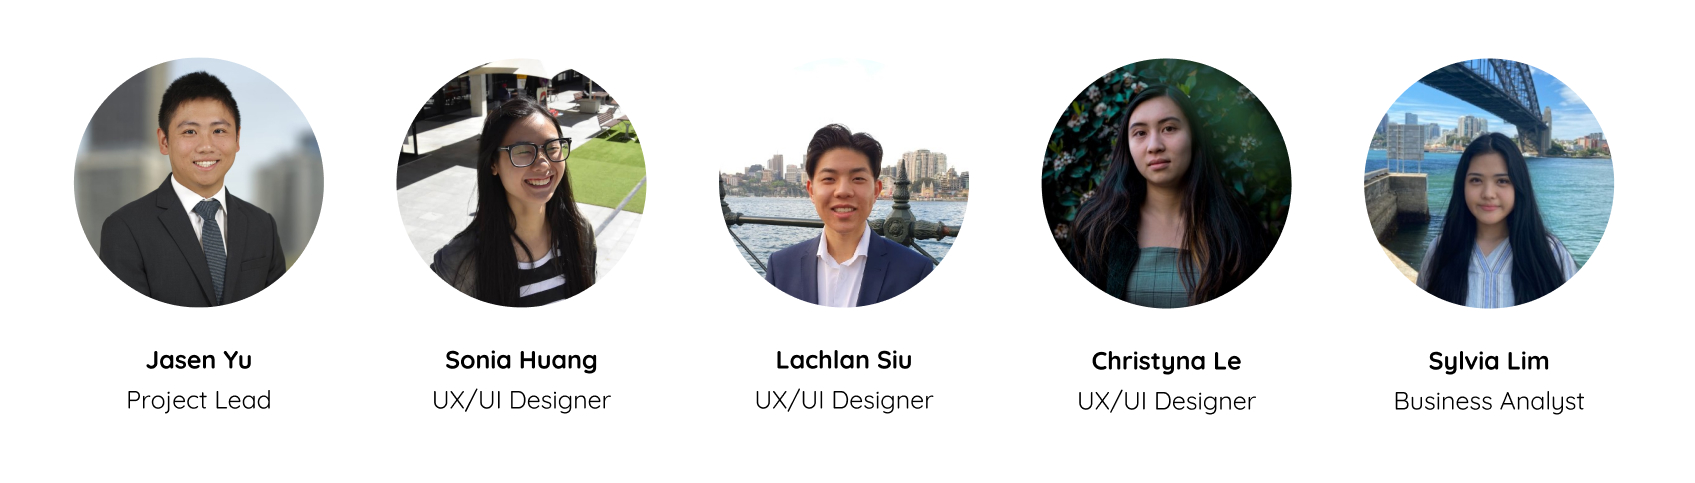 Jasen Yu
Project Lead
Sonia Huang
UX/UI Designer
Lachlan Siu
UX/UI Designer
Christyna Le
UX/UI Designer
Sylvia Lim
Business Analyst